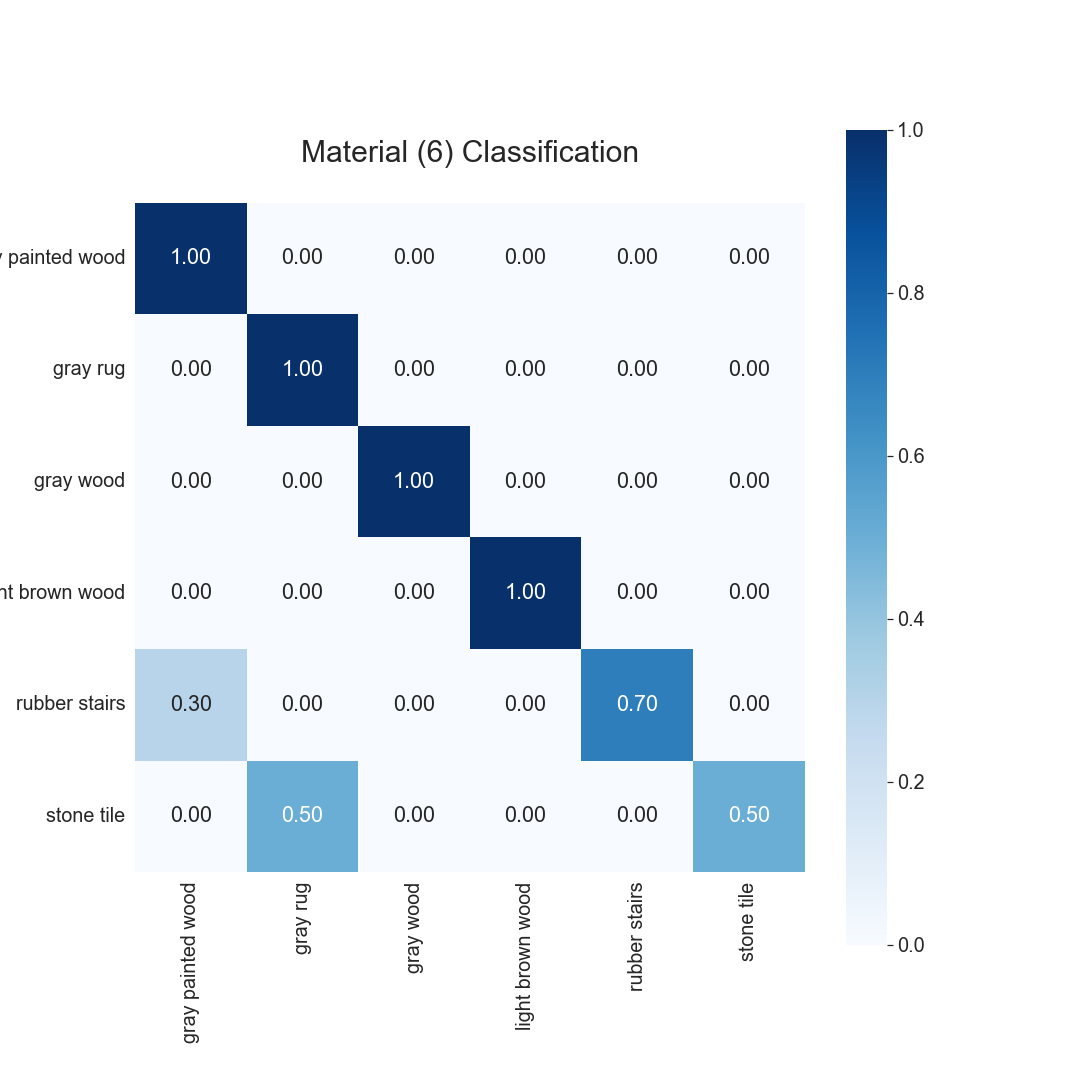 Material (6) Classification
1.0
painted wood 1.00 0.00 0.00 0.00 0.00 0.00
0.8
gray rug 0.00 1.00 0.00 0.00 0.00 0.00
gray wood 0.00 0.00 1.00 0.00 0.00 0.00
0.6
brown wood 0.00 0.00 0.00 1.00 0.00 0.00
0.4
rubber stairs 0.30 0.00 0.00 0.00 0.70 0.00
0.2
stone tile 0.00 0.50 0.00 0.00 0.00 0.50
0.0
gray painted wood
gray rug
gray wood
light brown wood
rubber stairs
stone tile